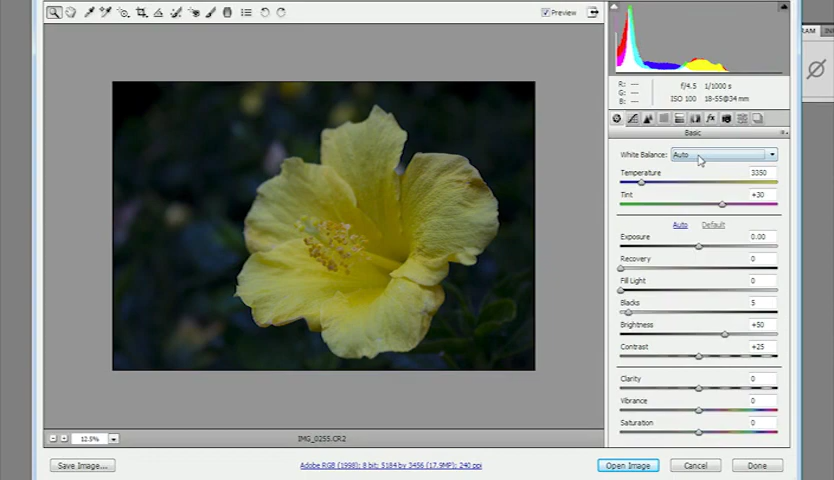 Preview
R: ---
G: ---
B: ---
f/4.5 1/1000 s
ISO 100 18-55@34 mm
RAM
Basic
White Balance: Auto
Temperature 3350
Tint +30
Auto Default
Exposure 0.00
Recovery 0
Fill Light 0
Blacks 5
Brightness +50
Contrast +25
Clarity 0
Vibrance 0
Saturation 0
12.5% IMG_0255.CR2
Save Image... Adobe RGB (1998); 8 bit; 5184 by 3456 (17.9MP); 240 ppi Open Image Cancel Done